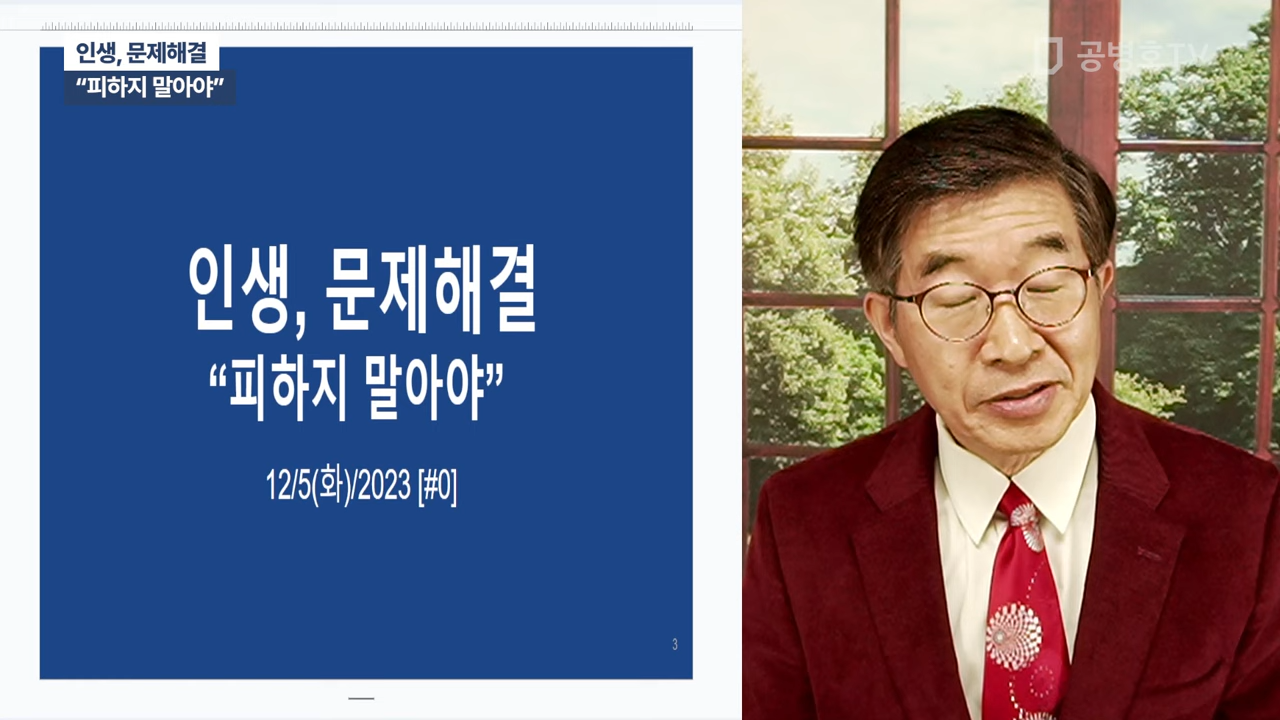 인생, 문제해결
“피하지 말아야”
공병호TV
인생, 문제해결
“피하지 말아야”
12/5(화)/2023 [#0]
3